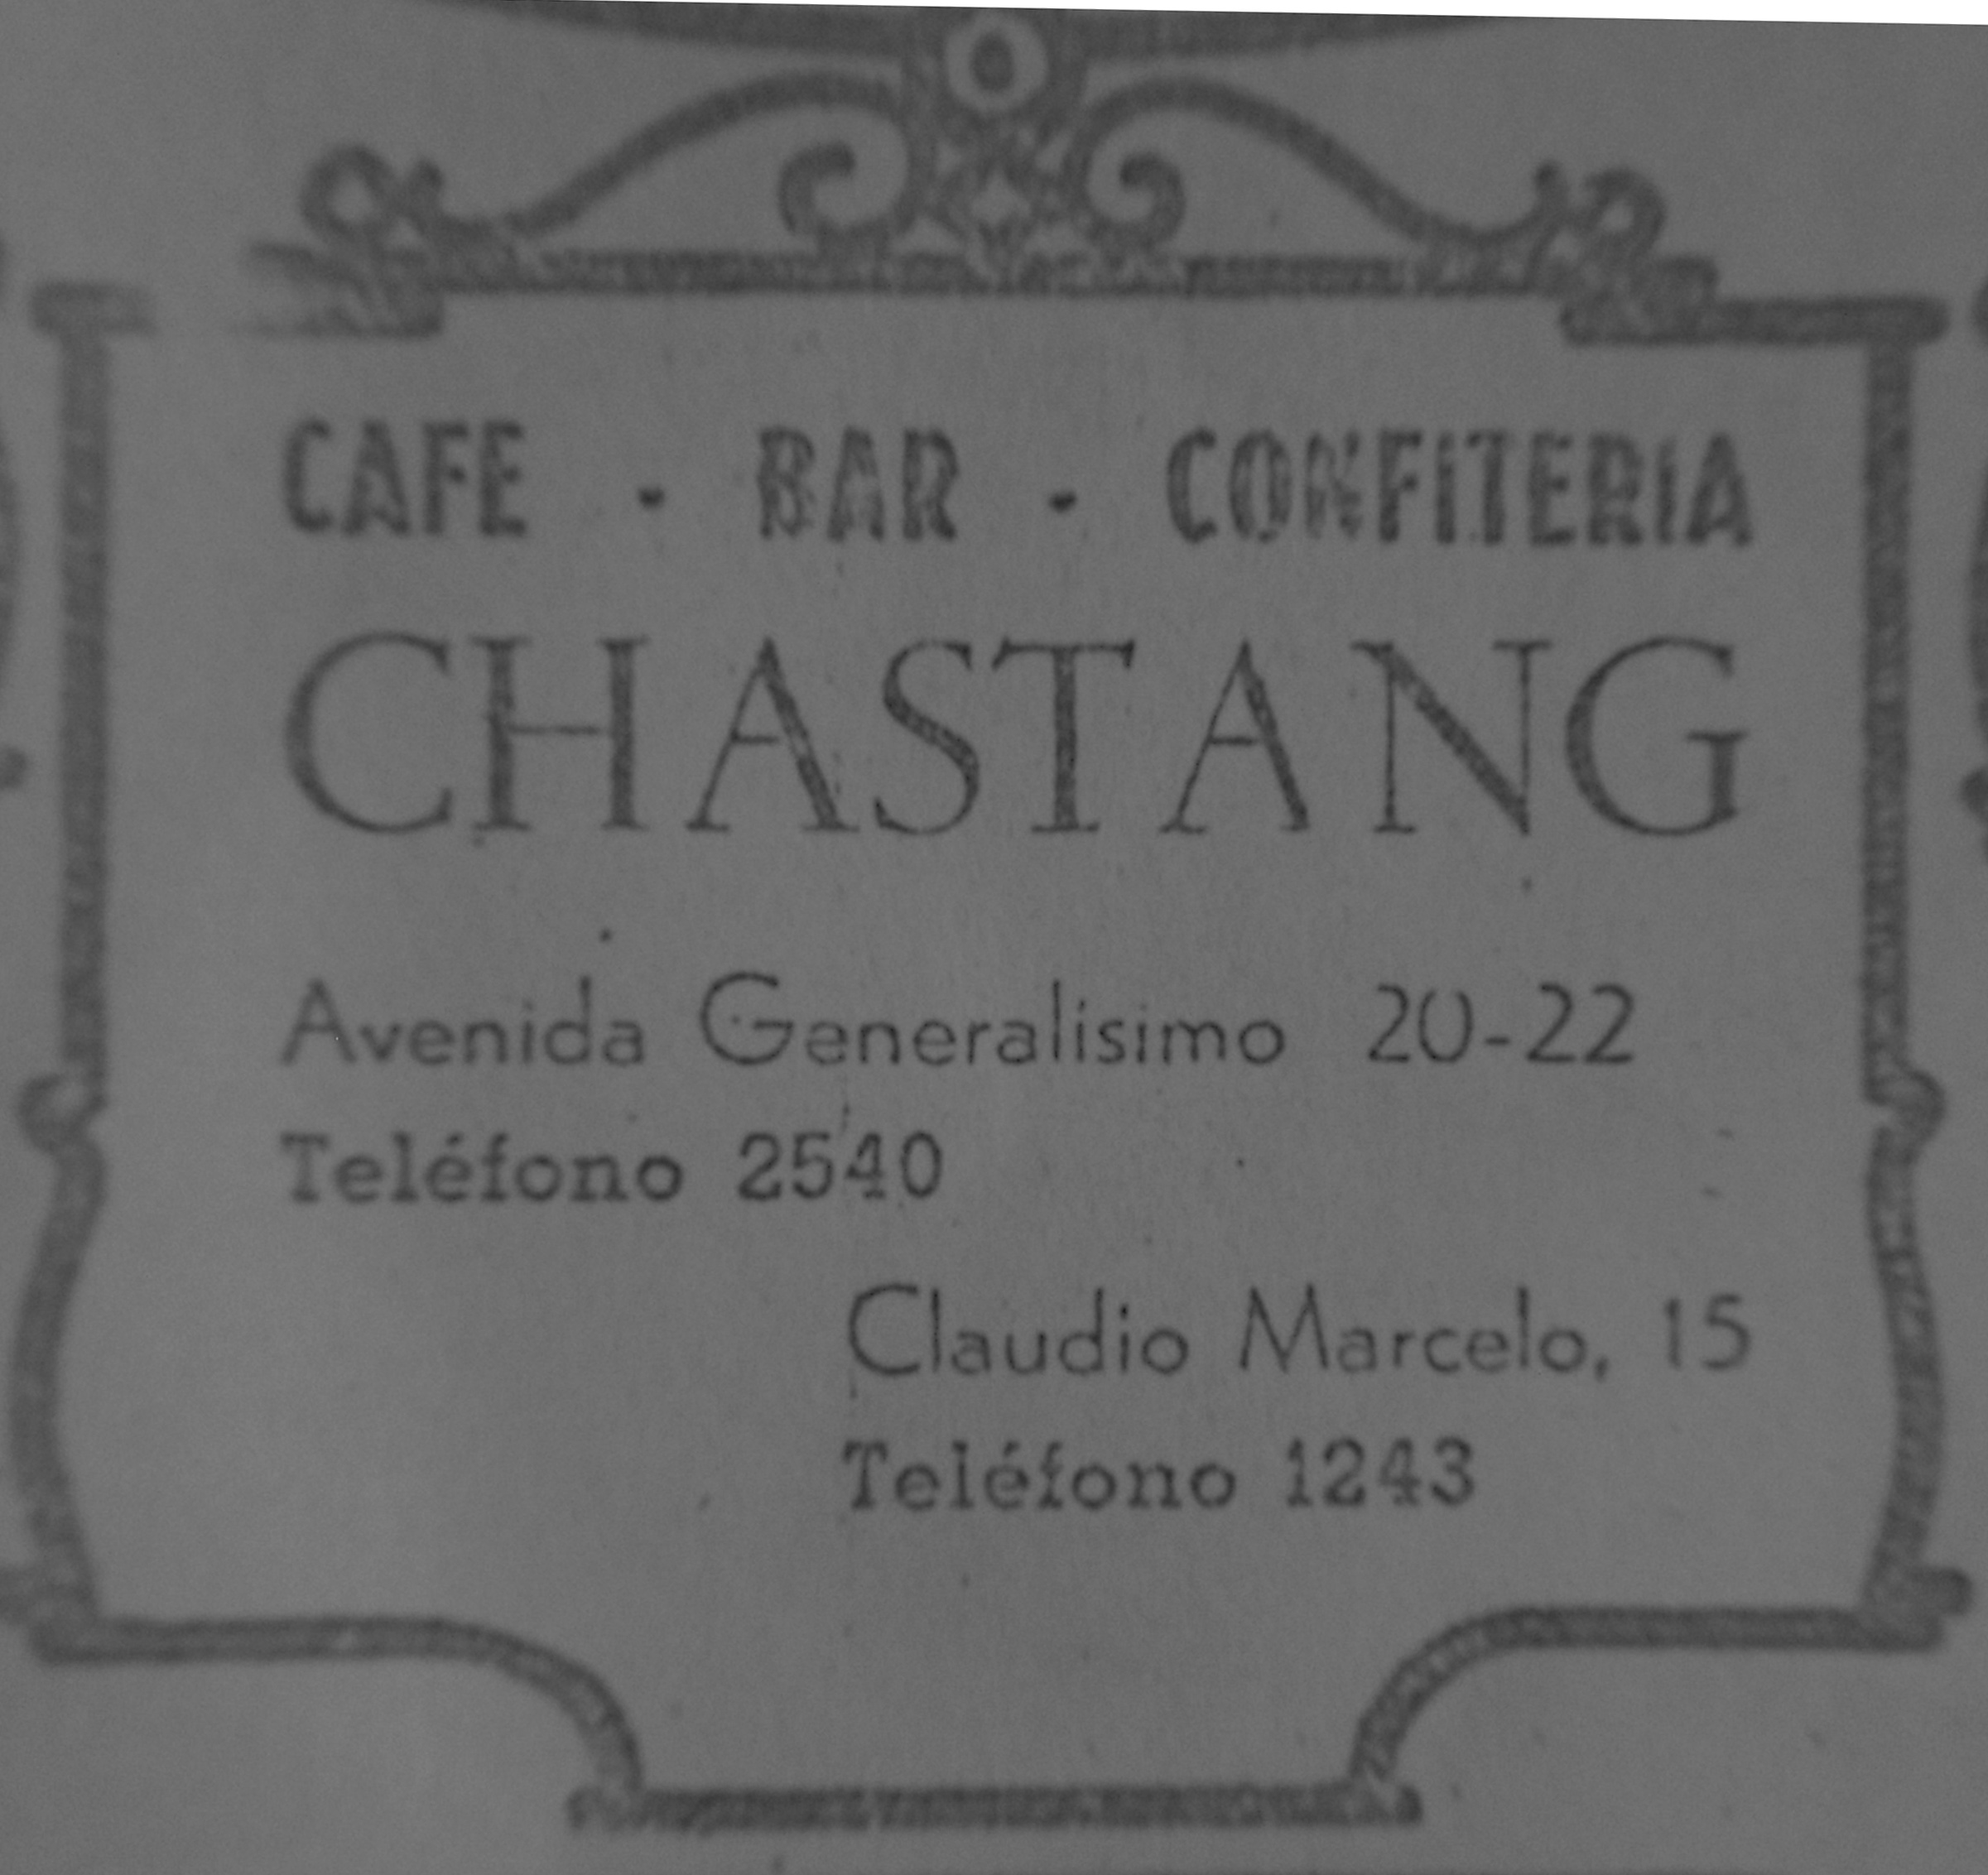 CAFE · BAR · CONFITERIA
CHASTANG
Avenida Generalisimo 20-22
Teléfono 2540
Claudio Marcelo, 15
Teléfono 1243